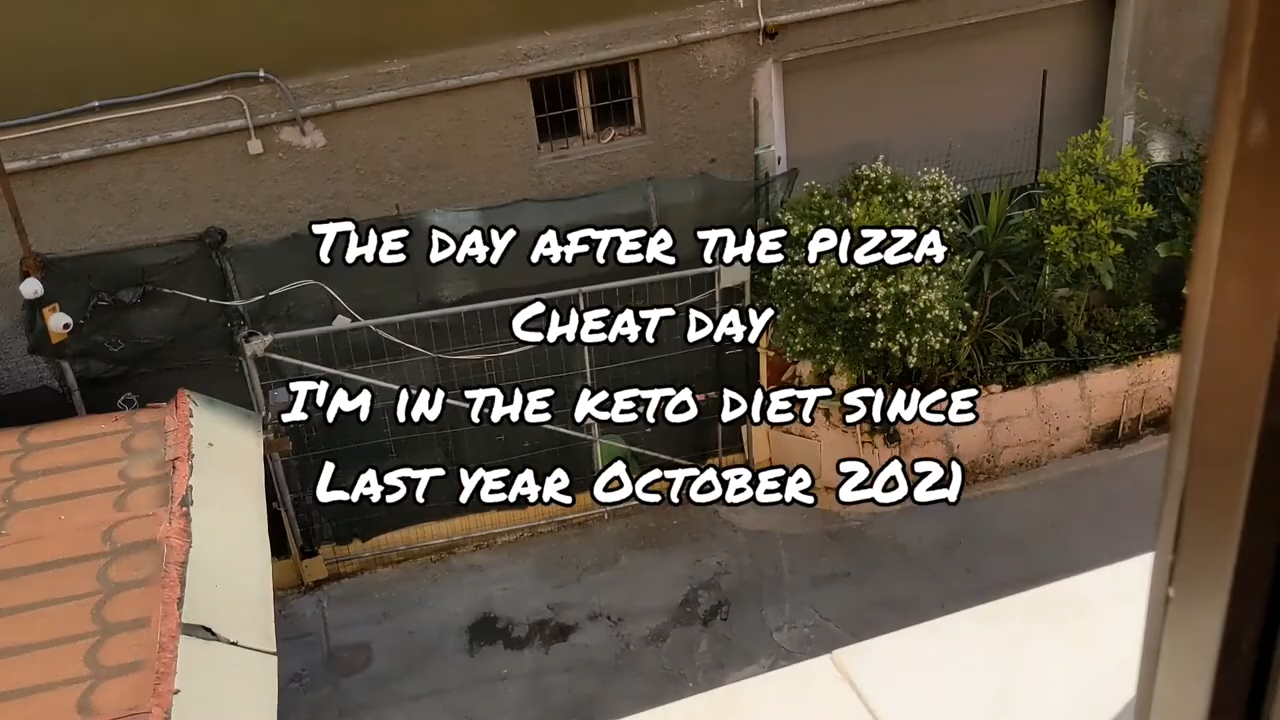 The day after the pizza
Cheat day
I'm in the keto diet since
Last year October 2021